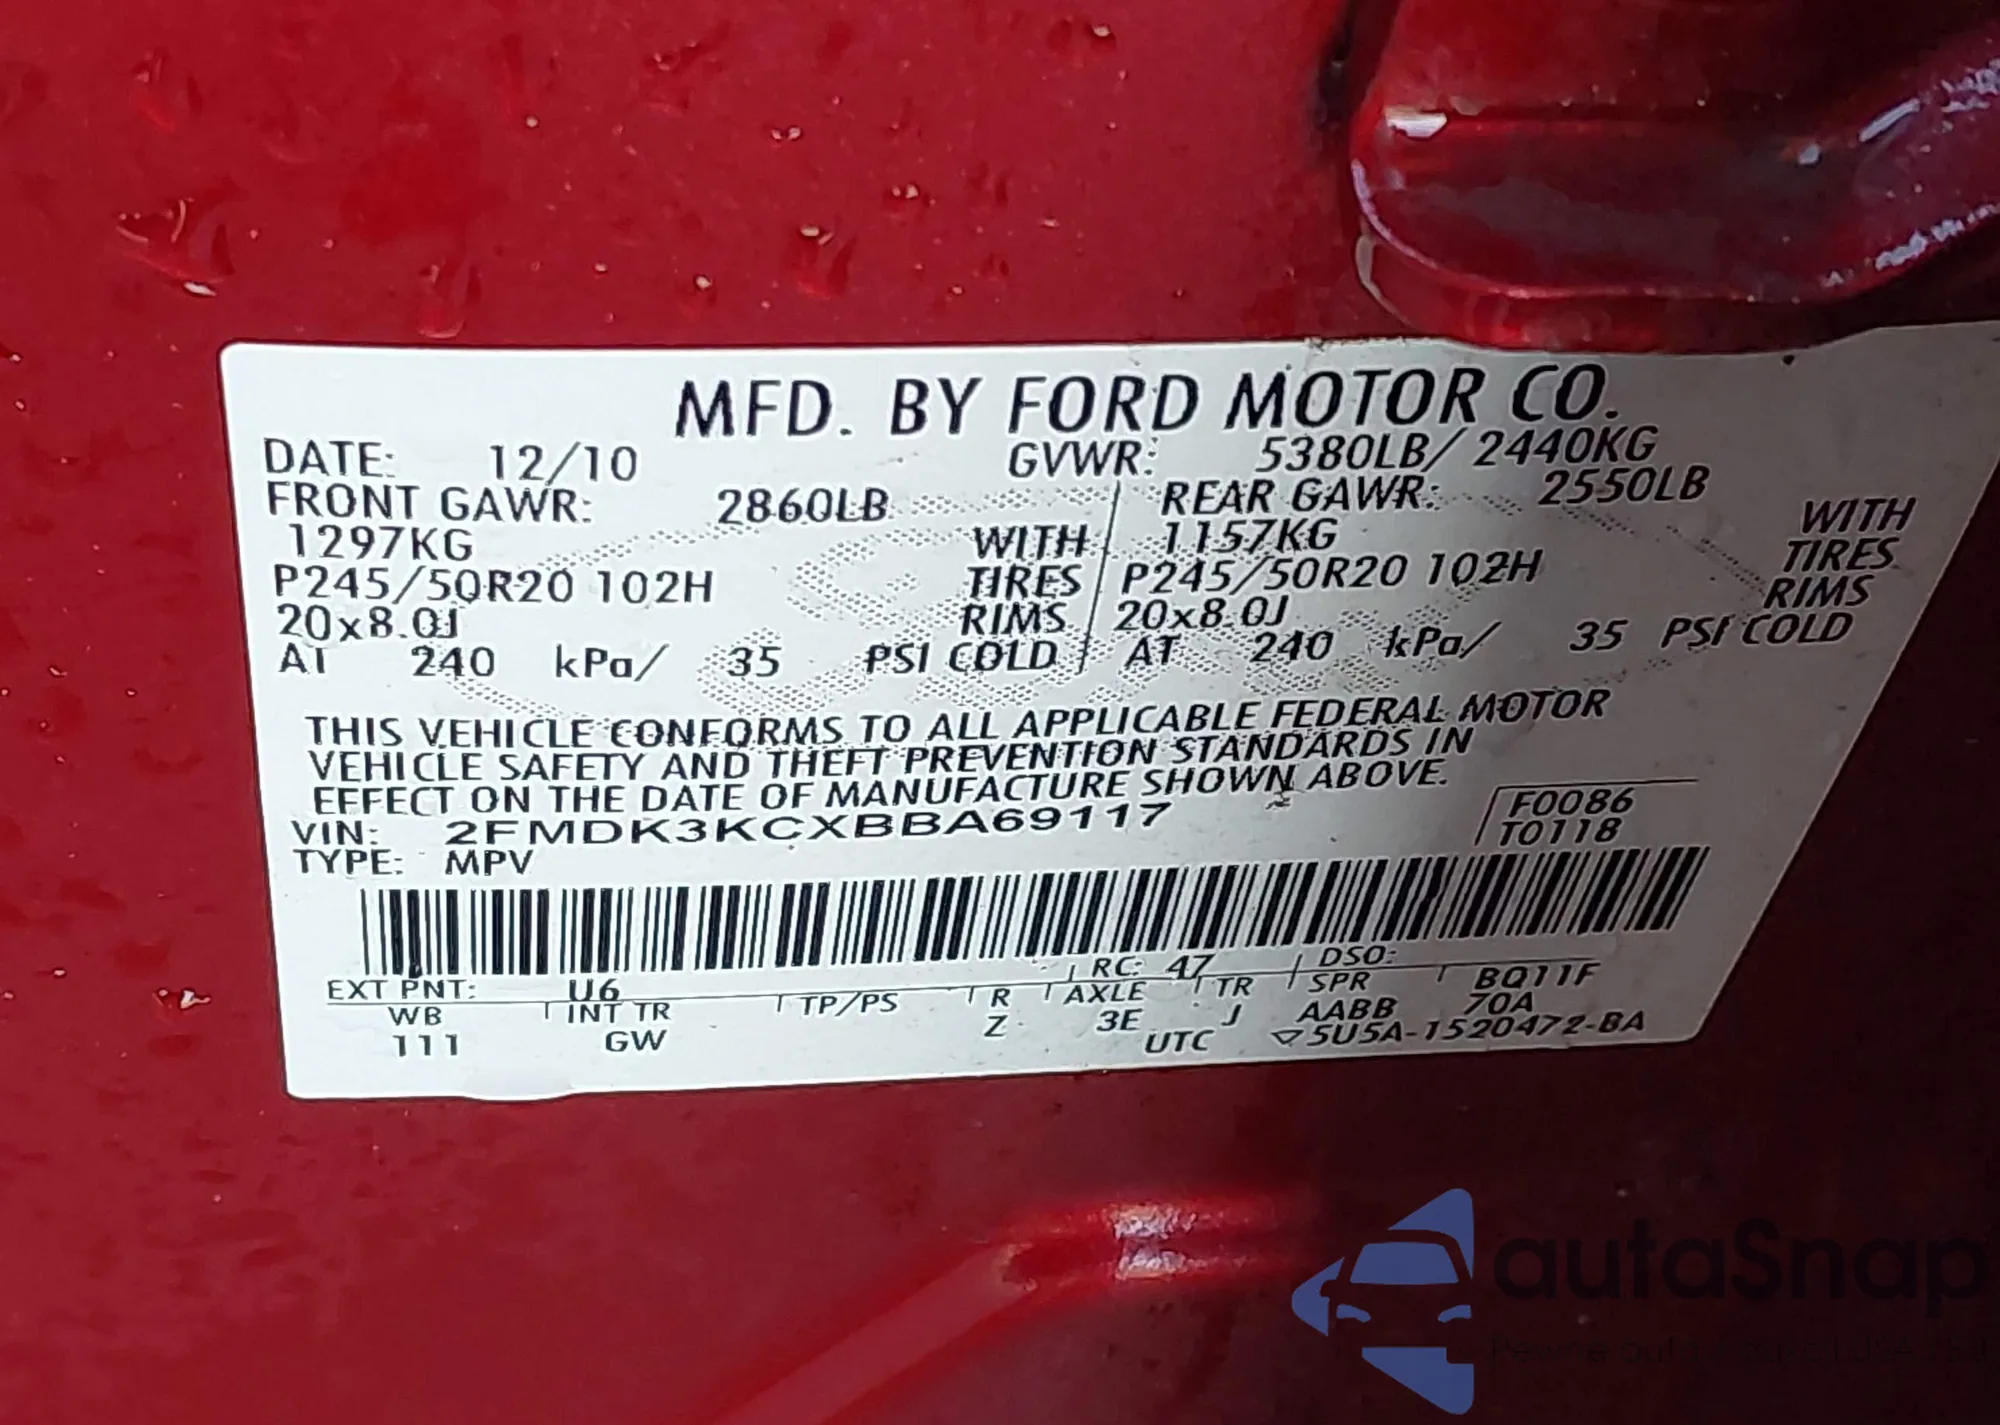 MFD. BY FORD MOTOR CO.
DATE: 12/10 GVWR: 5380LB/ 2440KG
FRONT GAWR: 2860LB REAR GAWR: 2550LB
1297KG WITH 1157KG WITH
P245/50R20 102H TIRES P245/50R20 102H TIRES
20x8.0J RIMS 20x8.0J RIMS
AT 240 kPa/ 35 PSI COLD AT 240 kPa/ 35 PSI COLD
THIS VEHICLE CONFORMS TO ALL APPLICABLE FEDERAL MOTOR
VEHICLE SAFETY AND THEFT PREVENTION STANDARDS IN
EFFECT ON THE DATE OF MANUFACTURE SHOWN ABOVE.
VIN: 2FMDK3KCXBBA69117 F0086
TYPE: MPV T0118
EXT PNT: U6 RC: 47 DSO:
WB INT TR TP/PS R AXLE TR SPR BQ11F
111 GW Z 3E J AABB 70A
UTC ▽5U5A-1520472-BA
autoSnap